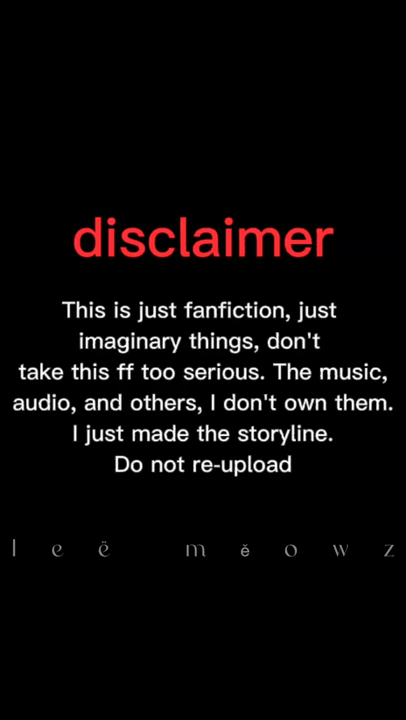 disclaimer
This is just fanfiction, just
imaginary things, don't
take this ff too serious. The music,
audio, and others, I don't own them.
I just made the storyline.
Do not re-upload
l e ë m ě o w z